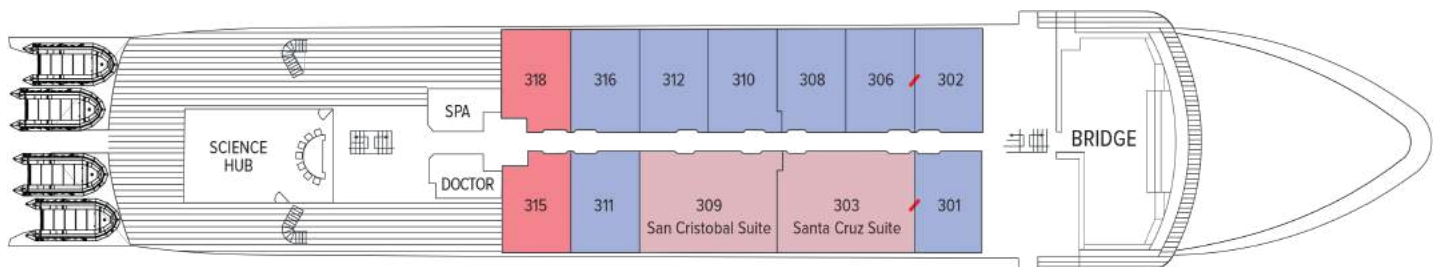 318
316
312
310
308
306
302
SPA
SCIENCE
HUB
BRIDGE
DOCTOR
315
311
309
San Cristobal Suite
303
Santa Cruz Suite
301